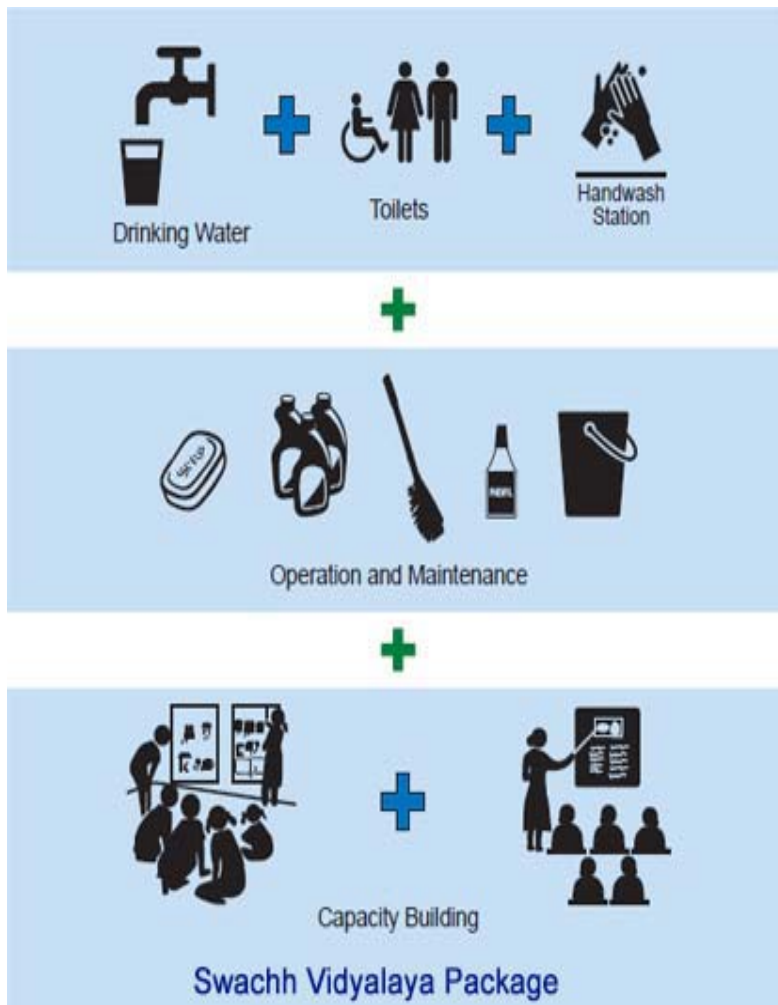 Drinking Water
Toilets
Handwash
Station
Operation and Maintenance
Capacity Building
Swachh Vidyalaya Package